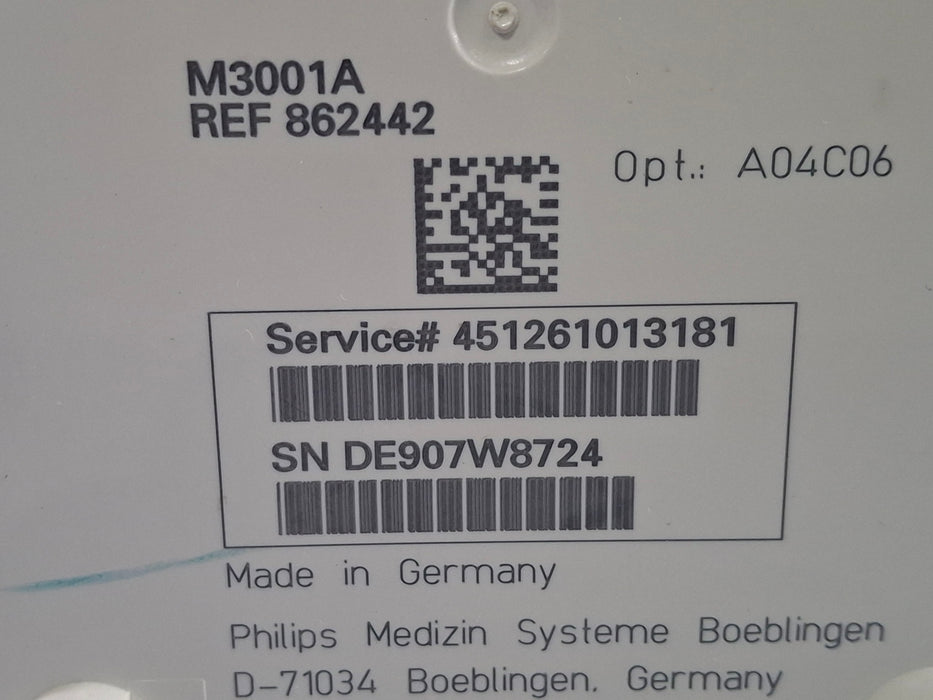 M3001A
REF 862442
Opt.: A04C06
Service# 451261013181
SN DE907W8724
Made in Germany
Philips Medizin Systeme Boeblingen
D-71034 Boeblingen, Germany